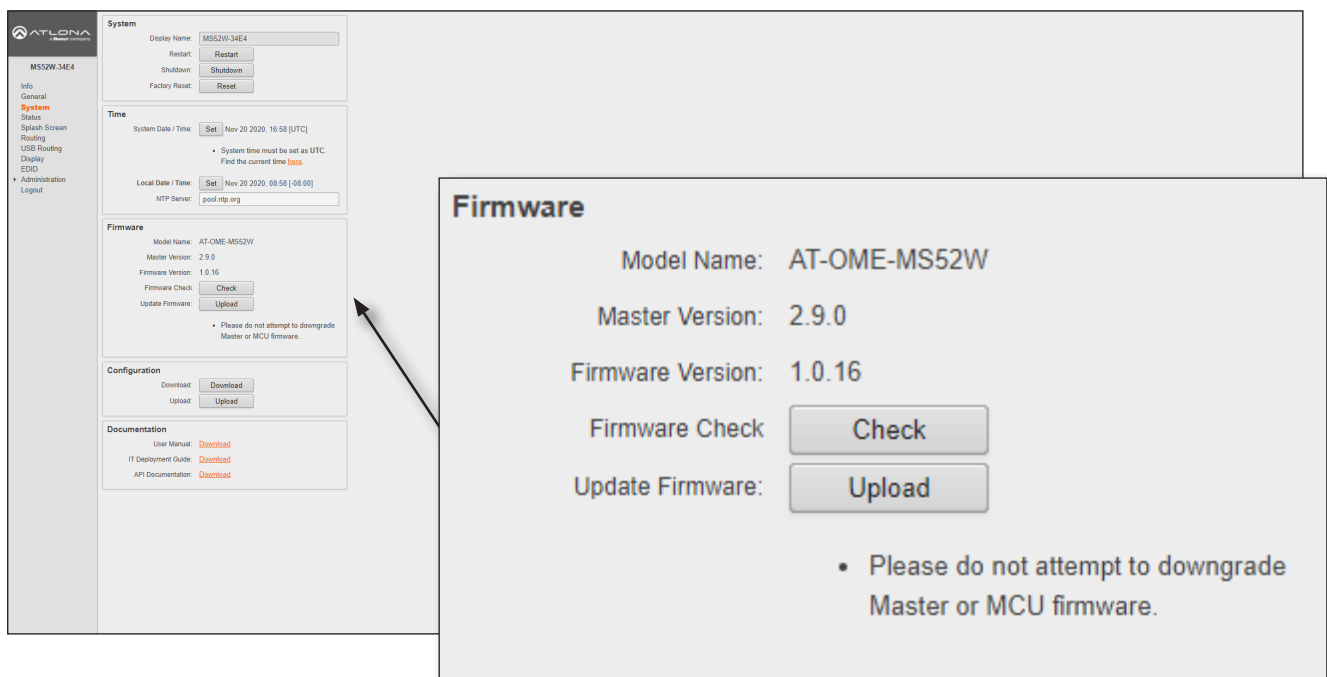 ATLONA
a Panduit company
MS52W-34E4
Info
General
System
Status
Splash Screen
Routing
USB Routing
Display
EDID
Administration
Logout
System
Display Name: MS52W-34E4
Restart: Restart
Shutdown: Shutdown
Factory Reset: Reset
Time
System Date / Time: Set Nov 20 2020, 16:58 [UTC]
• System time must be set as UTC.
Find the current time here.
Local Date / Time: Set Nov 20 2020, 08:58 [-08:00]
NTP Server: pool.ntp.org
Firmware
Model Name: AT-OME-MS52W
Master Version: 2.9.0
Firmware Version: 1.0.16
Firmware Check Check
Update Firmware: Upload
• Please do not attempt to downgrade
Master or MCU firmware.
Configuration
Download: Download
Upload: Upload
Documentation
User Manual: Download
IT Deployment Guide: Download
API Documentation: Download
Firmware
Model Name: AT-OME-MS52W
Master Version: 2.9.0
Firmware Version: 1.0.16
Firmware Check Check
Update Firmware: Upload
• Please do not attempt to downgrade
Master or MCU firmware.